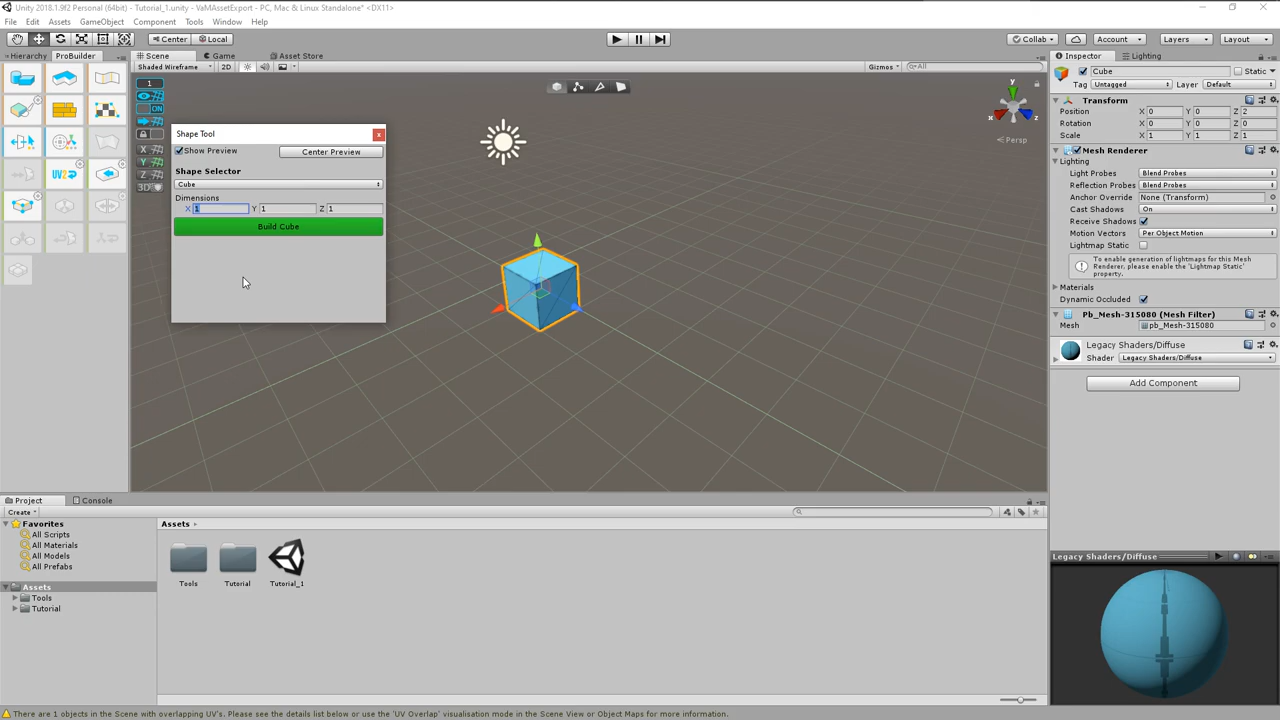 Unity 2018.1.9f2 Personal (64bit) - Tutorial_1.unity - VaMAssetExport - PC, Mac & Linux Standalone* <DX11>
File Edit Assets GameObject Component Tools Window Help
Center Local Collab Account Layers Layout
Hierarchy ProBuilder Scene Game Asset Store Inspector Lighting
Shaded Wireframe 2D Gizmos All
Cube Static
Tag Untagged Layer Default
1
ON
X
Y
Z
3D
UV2
y
x z
Persp
Shape Tool x
Show Preview Center Preview
Shape Selector
Cube
Dimensions
X 1 Y 1 Z 1
Build Cube
Transform
Position X 0 Y 0 Z 2
Rotation X 0 Y 0 Z 0
Scale X 1 Y 1 Z 1
Mesh Renderer
Lighting
Light Probes Blend Probes
Reflection Probes Blend Probes
Anchor Override None (Transform)
Cast Shadows On
Receive Shadows
Motion Vectors Per Object Motion
Lightmap Static
To enable generation of lightmaps for this Mesh
Renderer, please enable the 'Lightmap Static'
property.
Materials
Dynamic Occluded
Pb_Mesh-315080 (Mesh Filter)
Mesh pb_Mesh-315080
Legacy Shaders/Diffuse
Shader Legacy Shaders/Diffuse
Add Component
Project Console
Create
Favorites
All Scripts
All Materials
All Models
All Prefabs
Assets
Tools
Tutorial
Assets
Tools Tutorial Tutorial_1
Legacy Shaders/Diffuse
There are 1 objects in the Scene with overlapping UV's. Please see the details list below or use the 'UV Overlap' visualisation mode in the Scene View or Object Maps for more information.